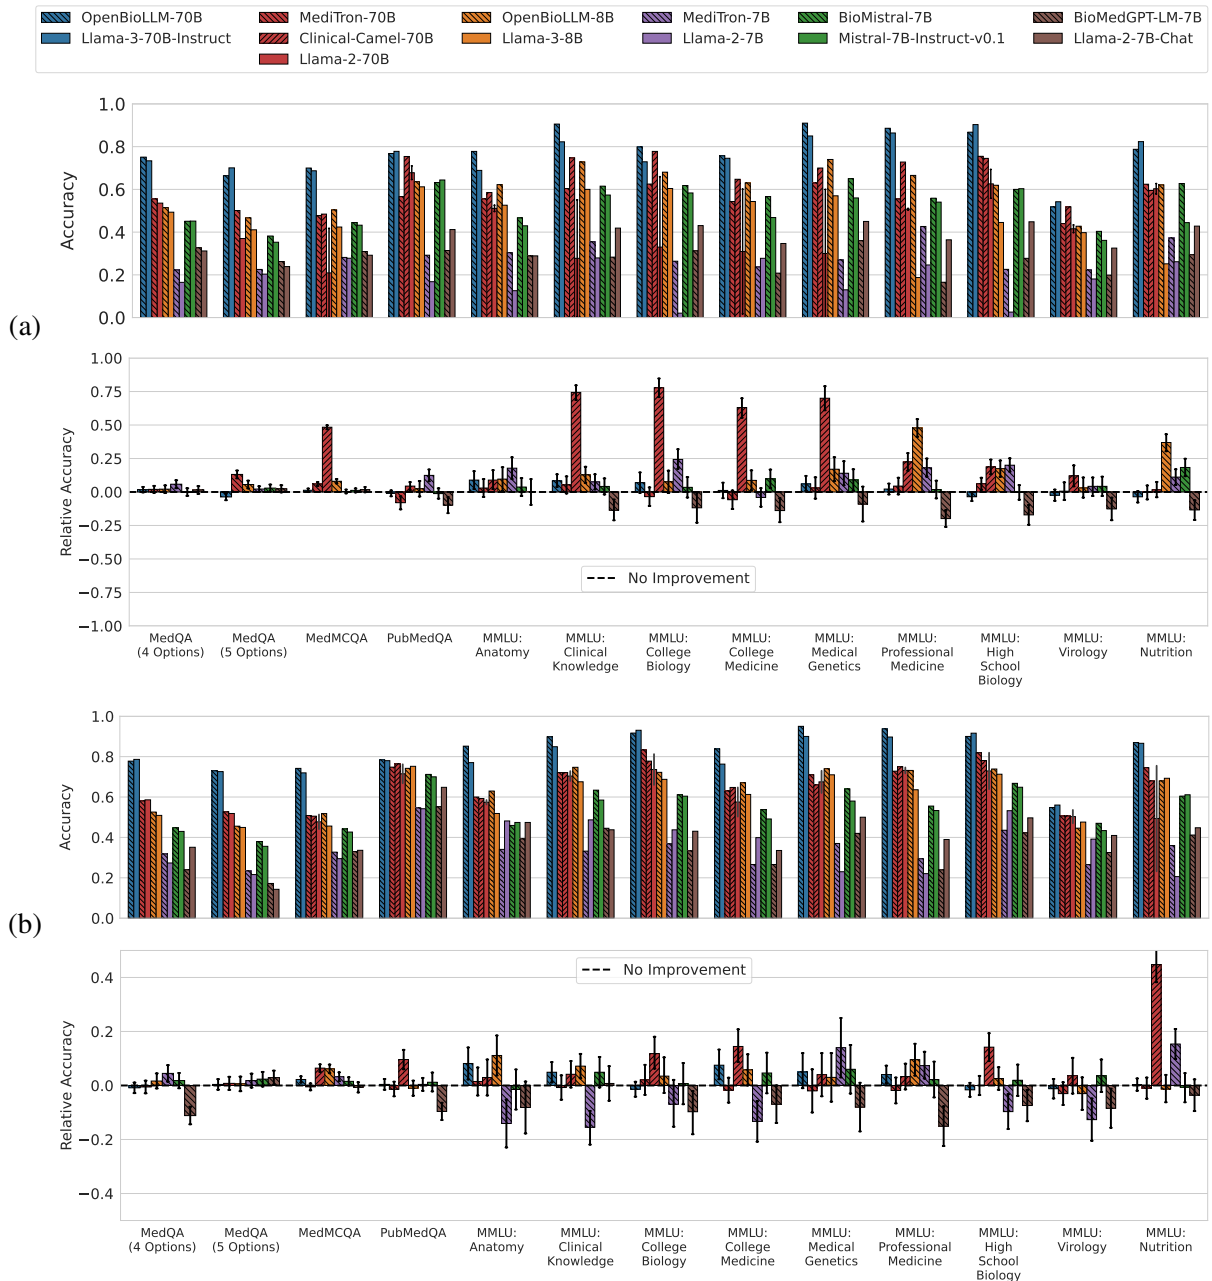 OpenBioLLM-70B MediTron-70B OpenBioLLM-8B MediTron-7B BioMistral-7B BioMedGPT-LM-7B
Llama-3-70B-Instruct Clinical-Camel-70B Llama-3-8B Llama-2-7B Mistral-7B-Instruct-v0.1 Llama-2-7B-Chat
Llama-2-70B
(a)
Accuracy
1.0
0.8
0.6
0.4
0.2
0.0
Relative Accuracy
1.00
0.75
0.50
0.25
0.00
−0.25
−0.50
−0.75
−1.00
No Improvement
MedQA MedQA MedMCQA PubMedQA MMLU: MMLU: MMLU: MMLU: MMLU: MMLU: MMLU: MMLU: MMLU:
(4 Options) (5 Options) Anatomy Clinical College College Medical Professional High Virology Nutrition
Knowledge Biology Medicine Genetics Medicine School
Biology
(b)
Accuracy
1.0
0.8
0.6
0.4
0.2
0.0
Relative Accuracy
0.4
0.2
0.0
−0.2
−0.4
No Improvement
MedQA MedQA MedMCQA PubMedQA MMLU: MMLU: MMLU: MMLU: MMLU: MMLU: MMLU: MMLU: MMLU:
(4 Options) (5 Options) Anatomy Clinical College College Medical Professional High Virology Nutrition
Knowledge Biology Medicine Genetics Medicine School
Biology